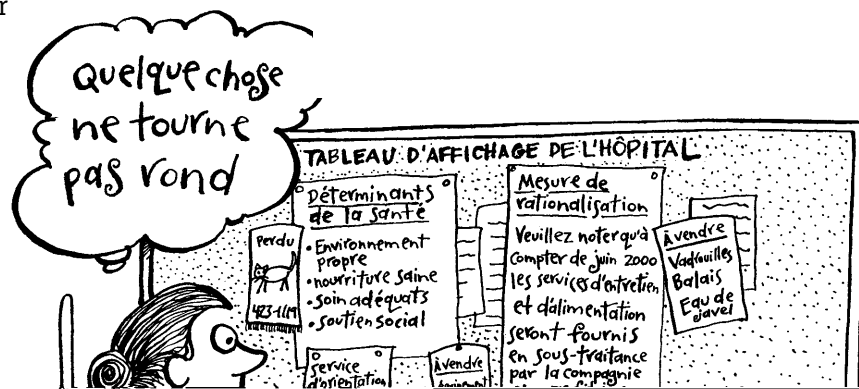 r
Quelque chose
ne tourne
pas rond
TABLEAU D'AFFICHAGE DE L'HÔPITAL
Perdu
423-1119
Déterminants
de la santé
• Environnement
propre
• nourriture saine
• soin adéquats
• soutien social
service
d'orientation
Mesure de
rationalisation
Veuillez noter qu'à
compter de juin 2000
les services d'entretien
et d'alimentation
seront fournis
en sous-traitance
par la compagnie
À vendre
Vadrouilles
Balais
Eau de
javel
À vendre